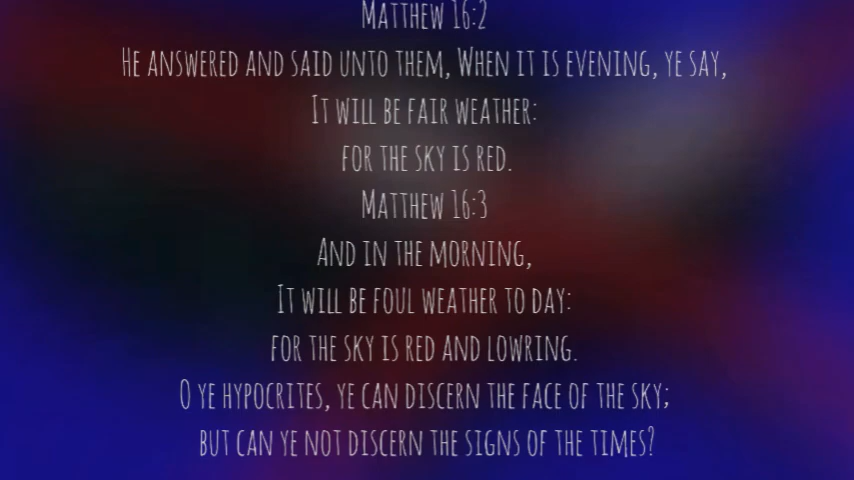 Matthew 16:2
He answered and said unto them, When it is evening, ye say,
It will be fair weather:
for the sky is red.
Matthew 16:3
And in the morning,
It will be foul weather to day:
for the sky is red and lowring.
O ye hypocrites, ye can discern the face of the sky;
but can ye not discern the signs of the times?